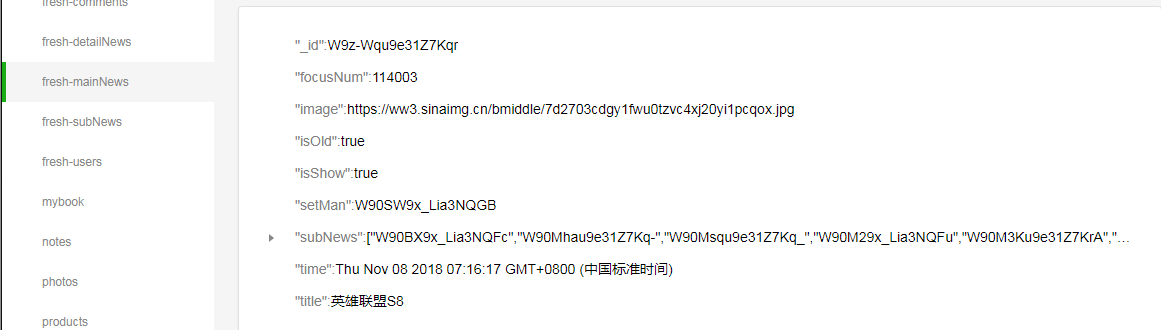 fresh-comments
fresh-detailNews
fresh-mainNews
fresh-subNews
fresh-users
mybook
notes
photos
products
"_id":W9z-Wqu9e31Z7Kqr
"focusNum":114003
"image":https://ww3.sinaimg.cn/bmiddle/7d2703cdgy1fwu0tzvc4xj20yi1pcqox.jpg
"isOld":true
"isShow":true
"setMan":W90SW9x_Lia3NQGB
"subNews":["W90BX9x_Lia3NQFc","W90Mhau9e31Z7Kq-","W90Msqu9e31Z7Kq_","W90M29x_Lia3NQFu","W90M3Ku9e31Z7KrA","...
"time":Thu Nov 08 2018 07:16:17 GMT+0800 (中国标准时间)
"title":英雄联盟S8